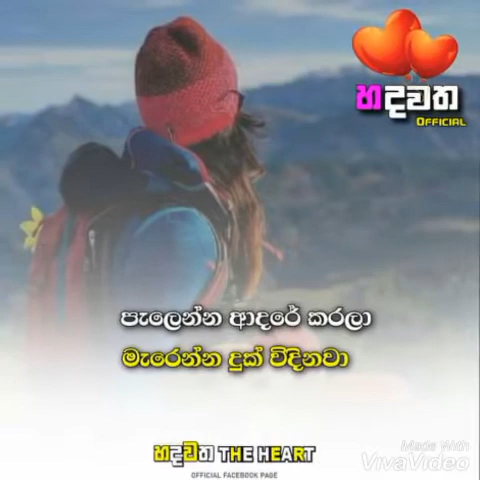 හදවත
OFFICIAL
පැලෙන්න ආදරේ කරලා
මැරෙන්න දුක් විදිනවා
හදවත THE HEART
OFFICIAL FACEBOOK PAGE
Made With
VivaVideo